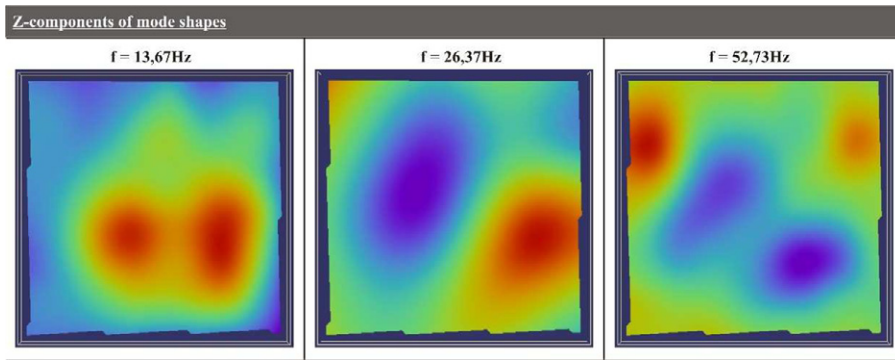 Z-components of mode shapes
f = 13,67Hz
f = 26,37Hz
f = 52,73Hz